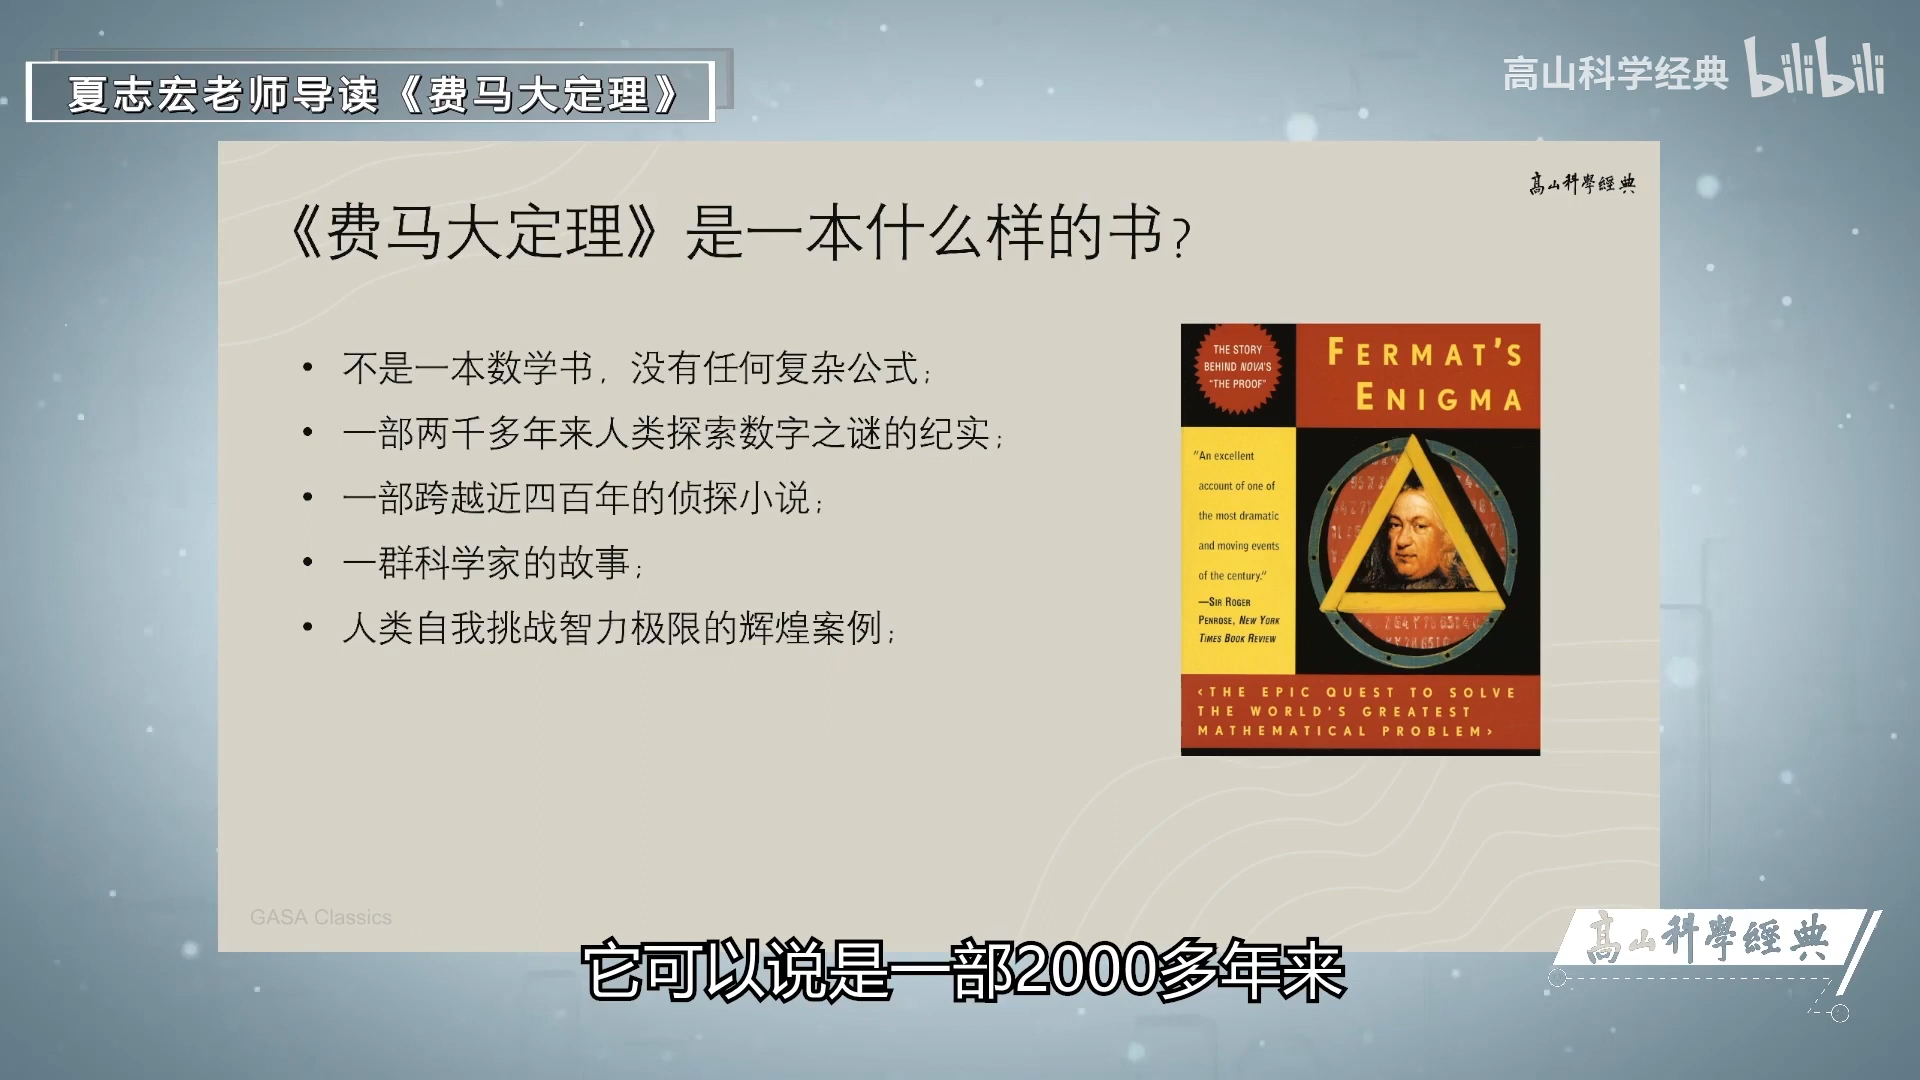 夏志宏老师导读《费马大定理》
高山科学经典 bilibili
高山科學經典
《费马大定理》是一本什么样的书?
• 不是一本数学书，没有任何复杂公式;
• 一部两千多年来人类探索数字之谜的纪实;
• 一部跨越近四百年的侦探小说;
• 一群科学家的故事;
• 人类自我挑战智力极限的辉煌案例;
THE STORY
BEHIND NOVA'S
"THE PROOF"
FERMAT'S
ENIGMA
"An excellent
account of one of
the most dramatic
and moving events
of the century."
—SIR ROGER
PENROSE, NEW YORK
TIMES BOOK REVIEW
<THE EPIC QUEST TO SOLVE
THE WORLD'S GREATEST
MATHEMATICAL PROBLEM>
GASA Classics
高山科學經典
它可以说是一部2000多年来